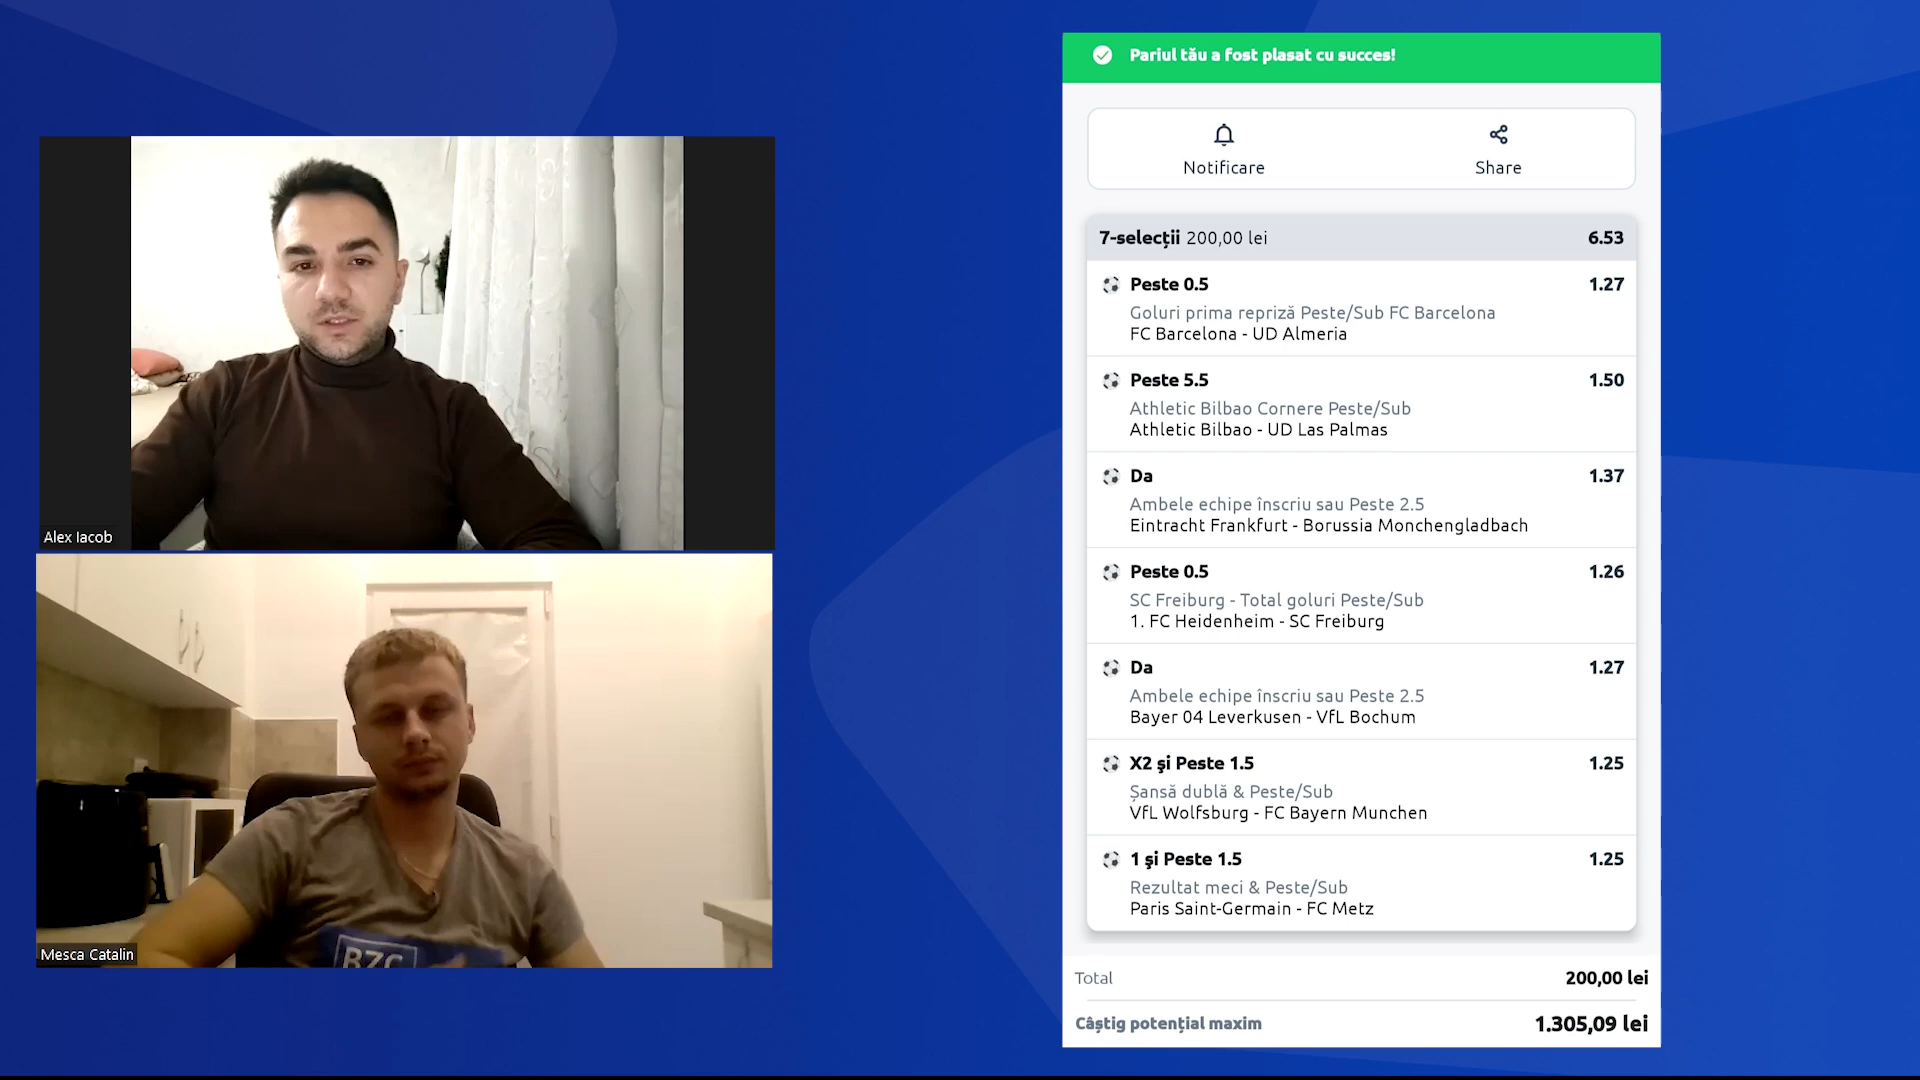 Alex Iacob
BZC
Mesca Catalin
Pariul tău a fost plasat cu succes!
Notificare
Share
7-selecții 200,00 lei 6.53
Peste 0.5 1.27
Goluri prima repriză Peste/Sub FC Barcelona
FC Barcelona - UD Almeria
Peste 5.5 1.50
Athletic Bilbao Cornere Peste/Sub
Athletic Bilbao - UD Las Palmas
Da 1.37
Ambele echipe înscriu sau Peste 2.5
Eintracht Frankfurt - Borussia Monchengladbach
Peste 0.5 1.26
SC Freiburg - Total goluri Peste/Sub
1. FC Heidenheim - SC Freiburg
Da 1.27
Ambele echipe înscriu sau Peste 2.5
Bayer 04 Leverkusen - VfL Bochum
X2 şi Peste 1.5 1.25
Șansă dublă & Peste/Sub
VfL Wolfsburg - FC Bayern Munchen
1 şi Peste 1.5 1.25
Rezultat meci & Peste/Sub
Paris Saint-Germain - FC Metz
Total 200,00 lei
Câștig potențial maxim 1.305,09 lei